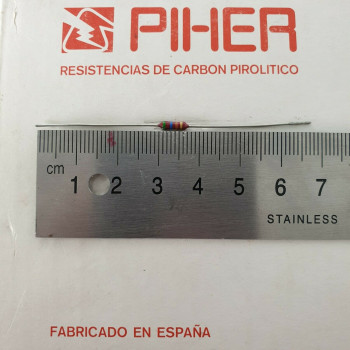 PIHER
RESISTENCIAS DE CARBON PIROLITICO
cm 1 2 3 4 5 6 7
STAINLESS
FABRICADO EN ESPAÑA